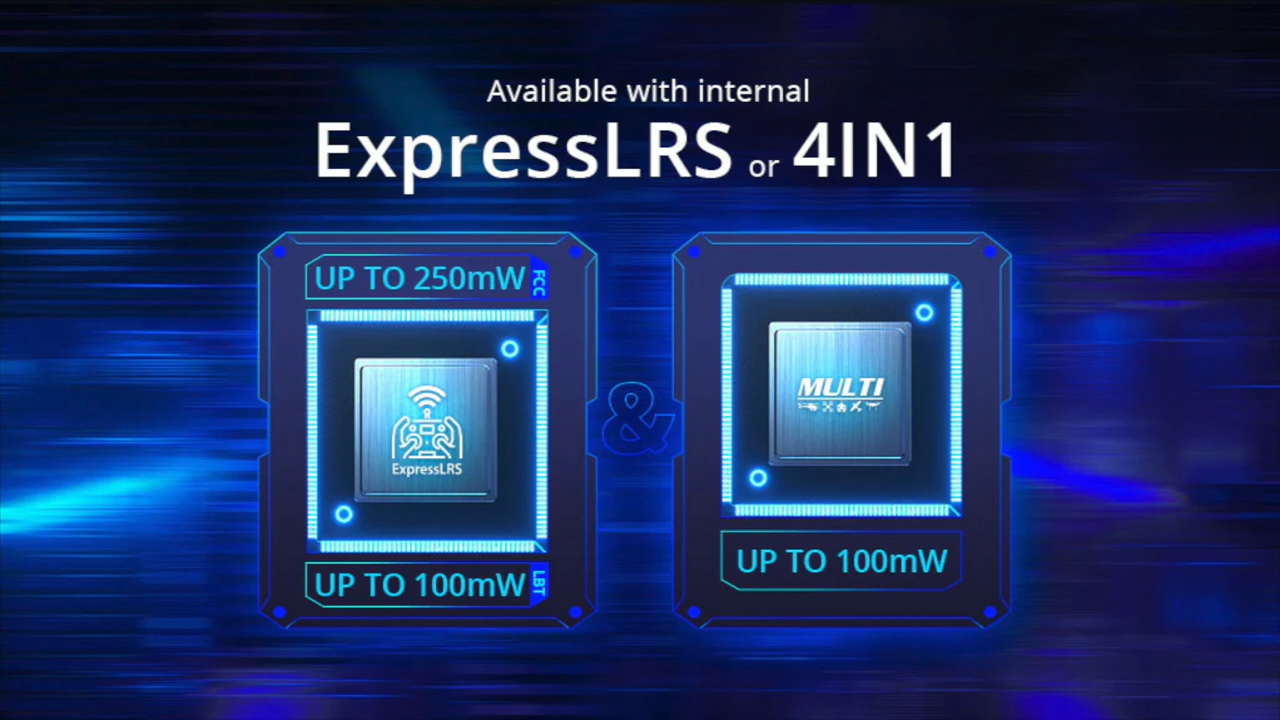 Available with internal
ExpressLRS or 4IN1
UP TO 250mW FCC
ExpressLRS
UP TO 100mW LBT
&
MULTI
UP TO 100mW